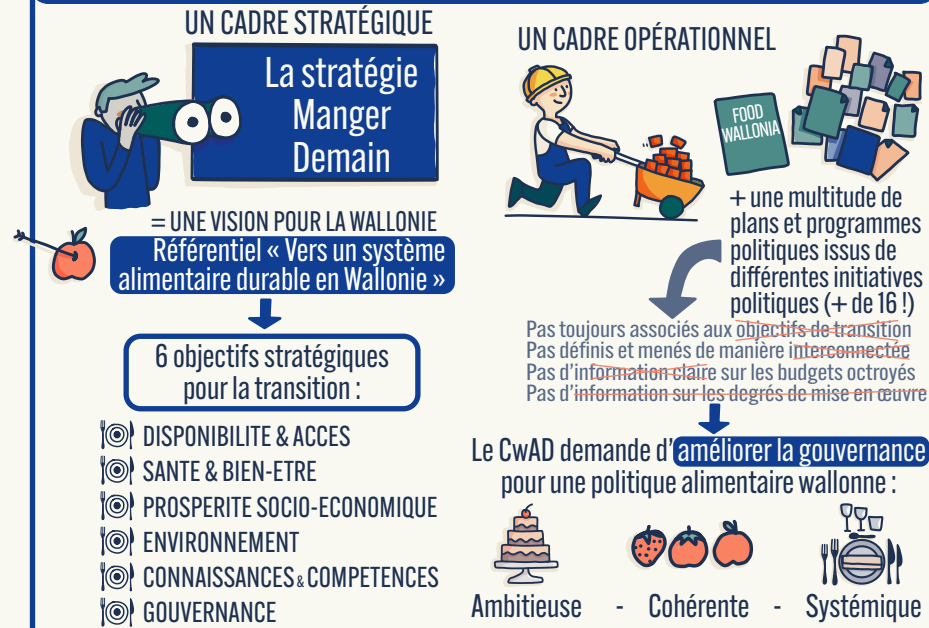 UN CADRE STRATÉGIQUE
La stratégie
Manger
Demain
= UNE VISION POUR LA WALLONIE
Référentiel « Vers un système
alimentaire durable en Wallonie »
6 objectifs stratégiques
pour la transition :
DISPONIBILITE & ACCES
SANTE & BIEN-ETRE
PROSPERITE SOCIO-ECONOMIQUE
ENVIRONNEMENT
CONNAISSANCES & COMPETENCES
GOUVERNANCE
UN CADRE OPÉRATIONNEL
FOOD
WALLONIA
+ une multitude de
plans et programmes
politiques issus de
différentes initiatives
politiques (+ de 16 !)
Pas toujours associés aux objectifs de transition
Pas définis et menés de manière interconnectée
Pas d'information claire sur les budgets octroyés
Pas d'information sur les degrés de mise en œuvre
Le CwAD demande d'améliorer la gouvernance
pour une politique alimentaire wallonne :
Ambitieuse - Cohérente - Systémique